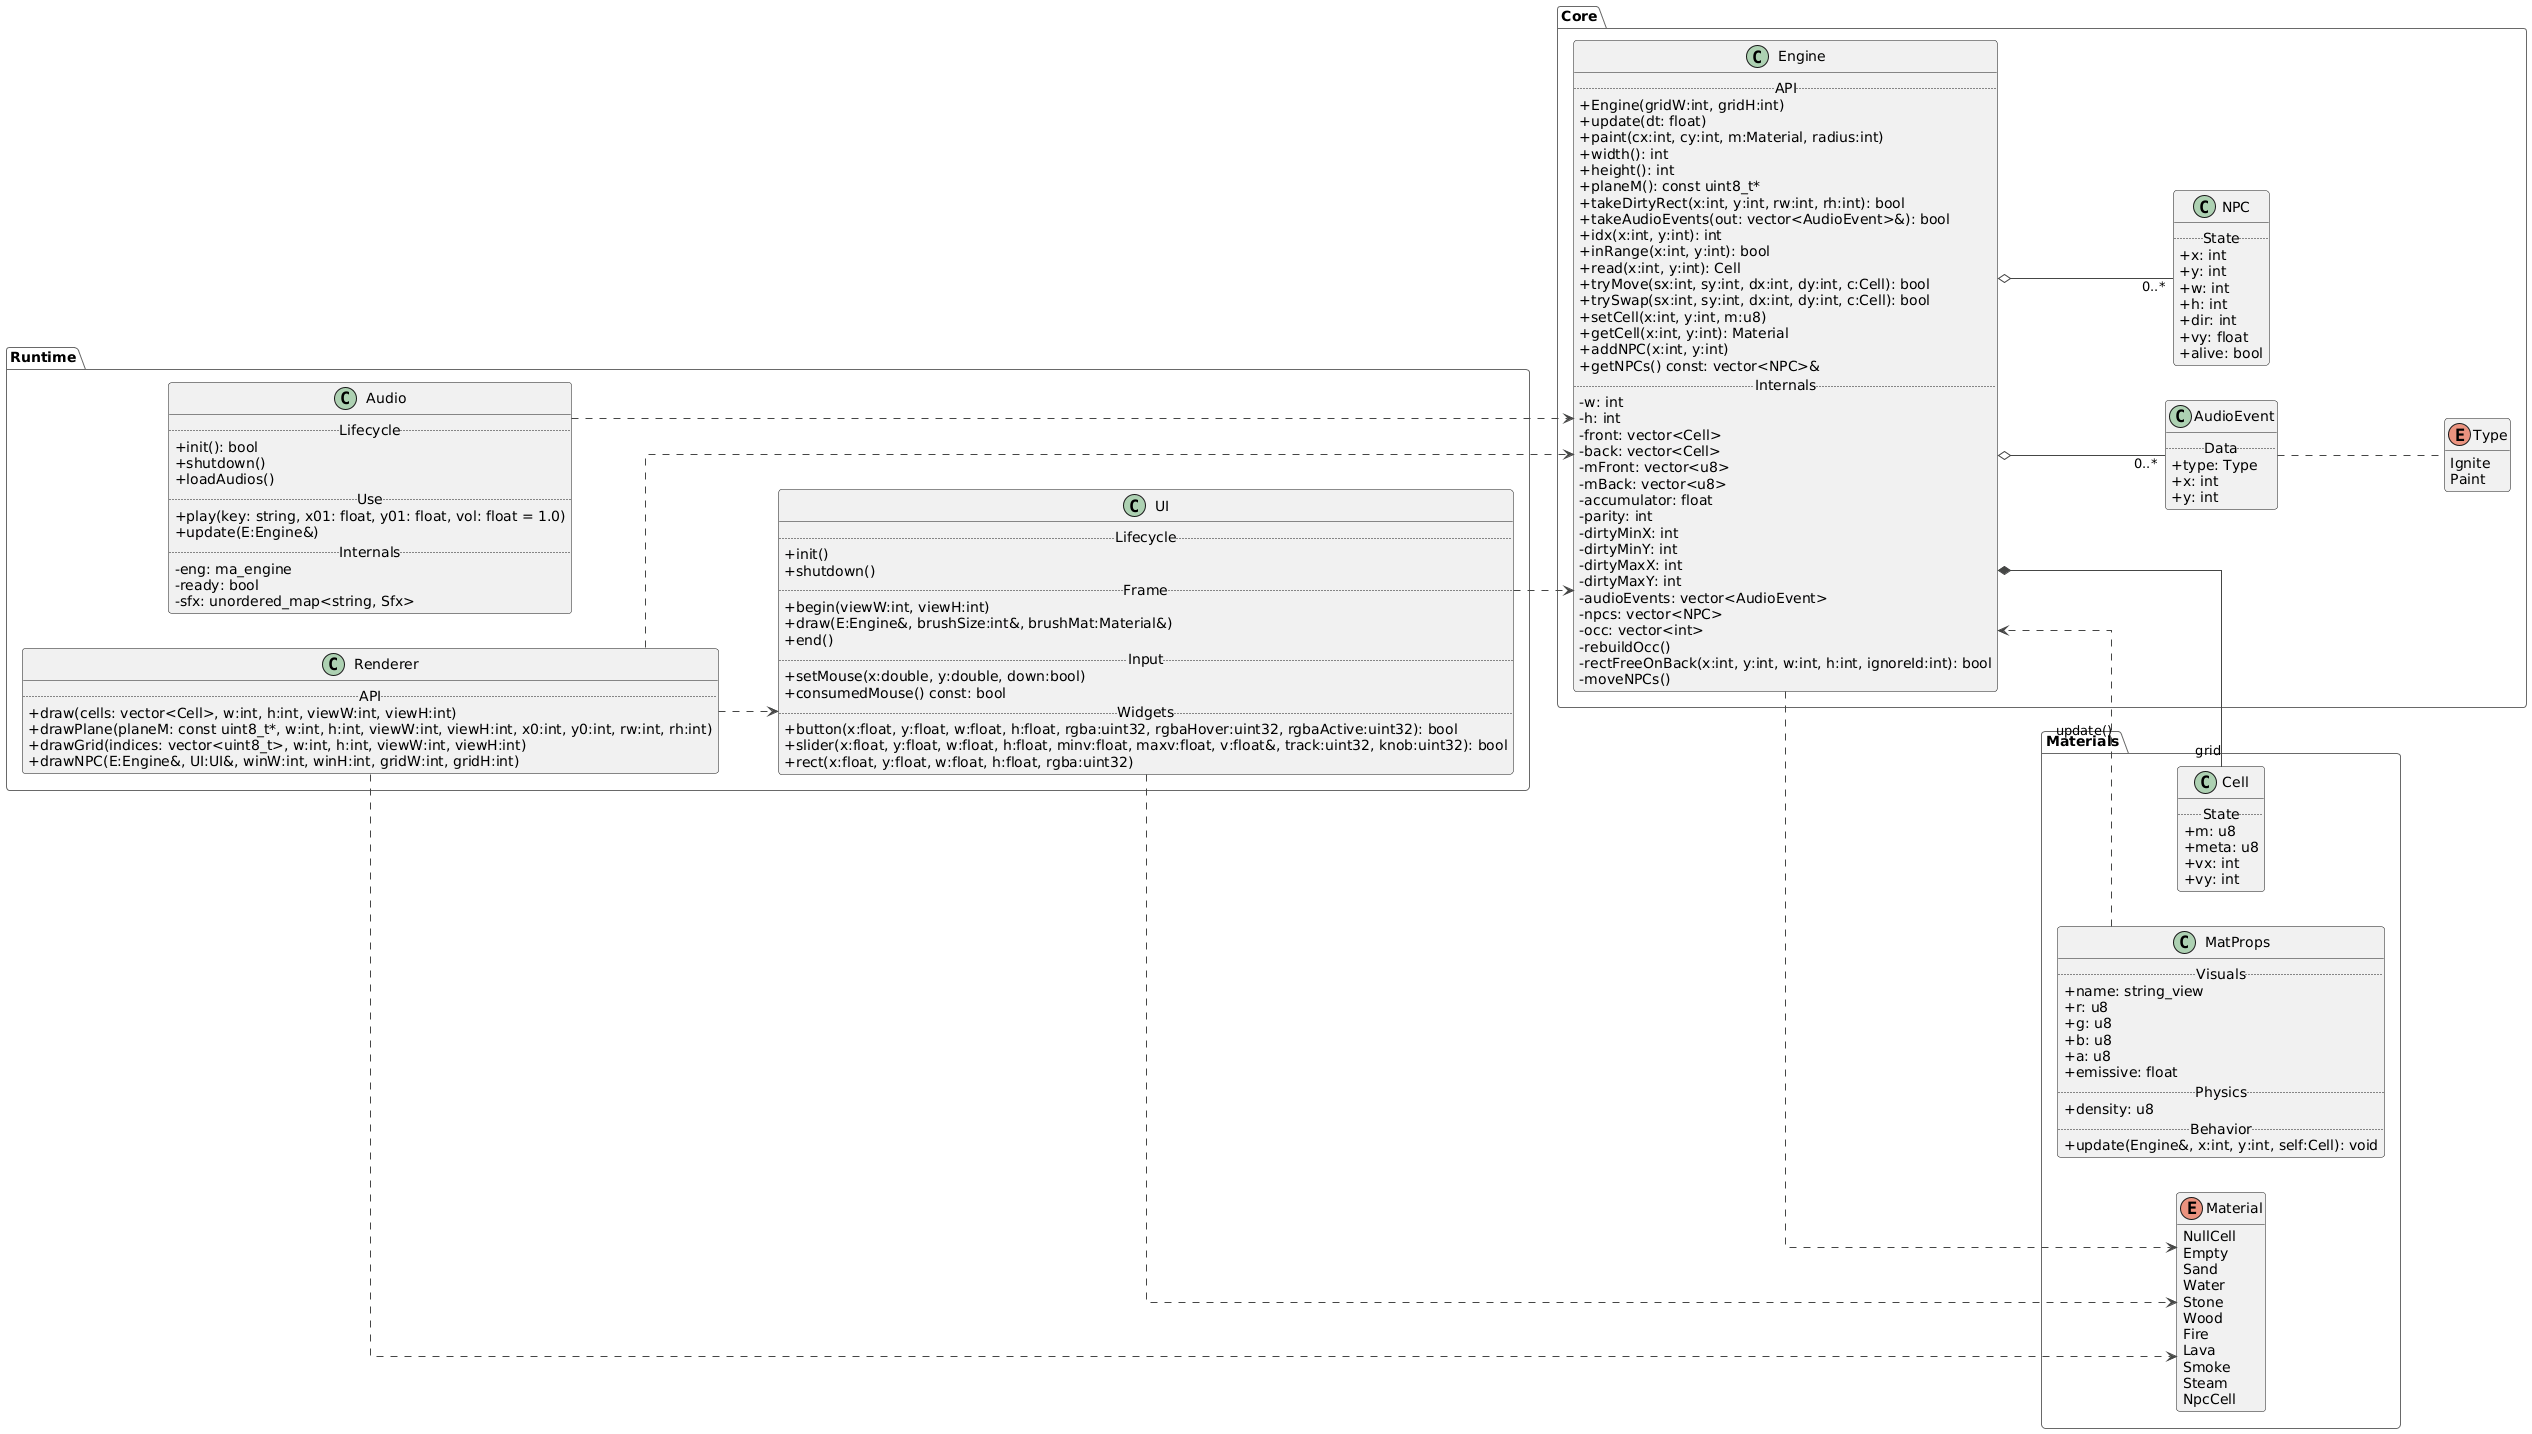 Core
C Engine
API
+Engine(gridW:int, gridH:int)
+update(dt: float)
+paint(cx:int, cy:int, m:Material, radius:int)
+width(): int
+height(): int
+planeM(): const uint8_t*
+takeDirtyRect(x:int, y:int, rw:int, rh:int): bool
+takeAudioEvents(out: vector<AudioEvent>&): bool
+idx(x:int, y:int): int
+inRange(x:int, y:int): bool
+read(x:int, y:int): Cell
+tryMove(sx:int, sy:int, dx:int, dy:int, c:Cell): bool
+trySwap(sx:int, sy:int, dx:int, dy:int, c:Cell): bool
+setCell(x:int, y:int, m:u8)
+getCell(x:int, y:int): Material
+addNPC(x:int, y:int)
+getNPCs() const: vector<NPC>&
Internals
-w: int
-h: int
-front: vector<Cell>
-back: vector<Cell>
-mFront: vector<u8>
-mBack: vector<u8>
-accumulator: float
-parity: int
-dirtyMinX: int
-dirtyMinY: int
-dirtyMaxX: int
-dirtyMaxY: int
-audioEvents: vector<AudioEvent>
-npcs: vector<NPC>
-occ: vector<int>
-rebuildOcc()
-rectFreeOnBack(x:int, y:int, w:int, h:int, ignoreId:int): bool
-moveNPCs()
0..*
C NPC
State
+x: int
+y: int
+w: int
+h: int
+dir: int
+vy: float
+alive: bool
0..*
C AudioEvent
Data
+type: Type
+x: int
+y: int
E Type
Ignite
Paint
Runtime
C Audio
Lifecycle
+init(): bool
+shutdown()
+loadAudios()
Use
+play(key: string, x01: float, y01: float, vol: float = 1.0)
+update(E:Engine&)
Internals
-eng: ma_engine
-ready: bool
-sfx: unordered_map<string, Sfx>
C UI
Lifecycle
+init()
+shutdown()
Frame
+begin(viewW:int, viewH:int)
+draw(E:Engine&, brushSize:int&, brushMat:Material&)
+end()
Input
+setMouse(x:double, y:double, down:bool)
+consumedMouse() const: bool
Widgets
+button(x:float, y:float, w:float, h:float, rgba:uint32, rgbaHover:uint32, rgbaActive:uint32): bool
+slider(x:float, y:float, w:float, h:float, minv:float, maxv:float, v:float&, track:uint32, knob:uint32): bool
+rect(x:float, y:float, w:float, h:float, rgba:uint32)
C Renderer
API
+draw(cells: vector<Cell>, w:int, h:int, viewW:int, viewH:int)
+drawPlane(planeM: const uint8_t*, w:int, h:int, viewW:int, viewH:int, x0:int, y0:int, rw:int, rh:int)
+drawGrid(indices: vector<uint8_t>, w:int, h:int, viewW:int, viewH:int)
+drawNPC(E:Engine&, UI:UI&, winW:int, winH:int, gridW:int, gridH:int)
update()
Materials
grid
C Cell
State
+m: u8
+meta: u8
+vx: int
+vy: int
C MatProps
Visuals
+name: string_view
+r: u8
+g: u8
+b: u8
+a: u8
+emissive: float
Physics
+density: u8
Behavior
+update(Engine&, x:int, y:int, self:Cell): void
E Material
NullCell
Empty
Sand
Water
Stone
Wood
Fire
Lava
Smoke
Steam
NpcCell